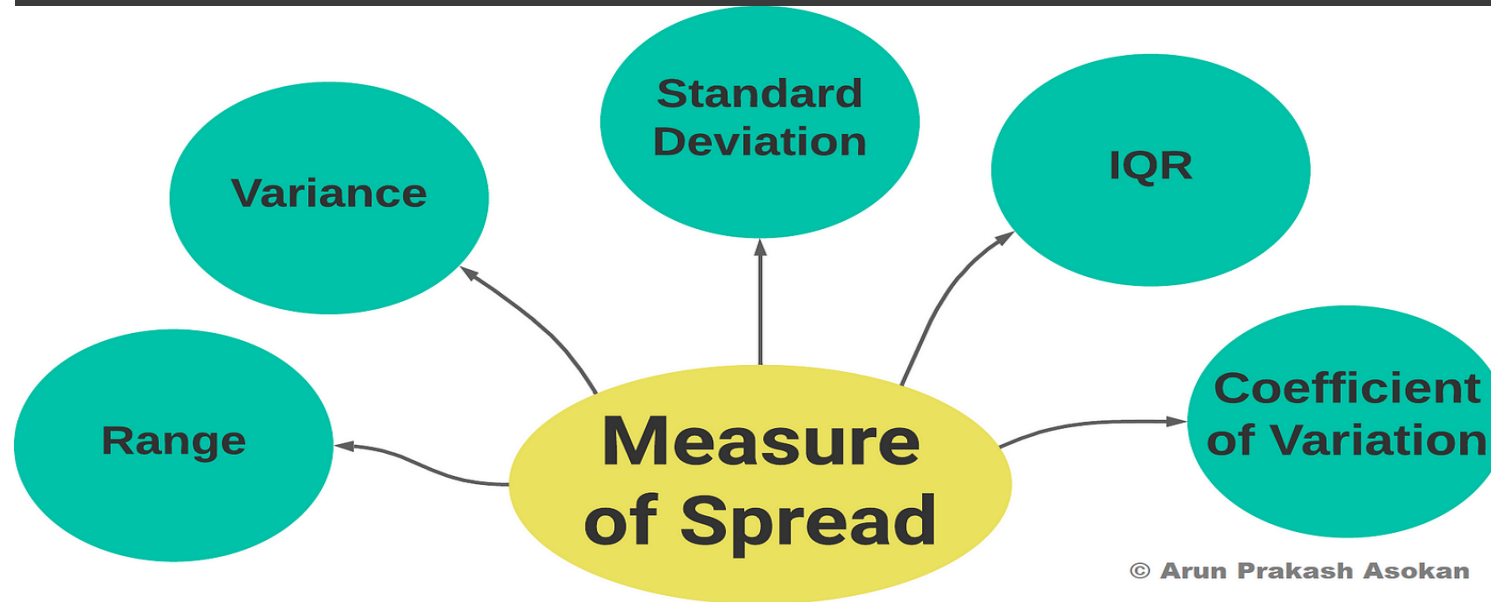 Standard
Deviation
IQR
Variance
Coefficient
of Variation
Range
Measure
of Spread
© Arun Prakash Asokan